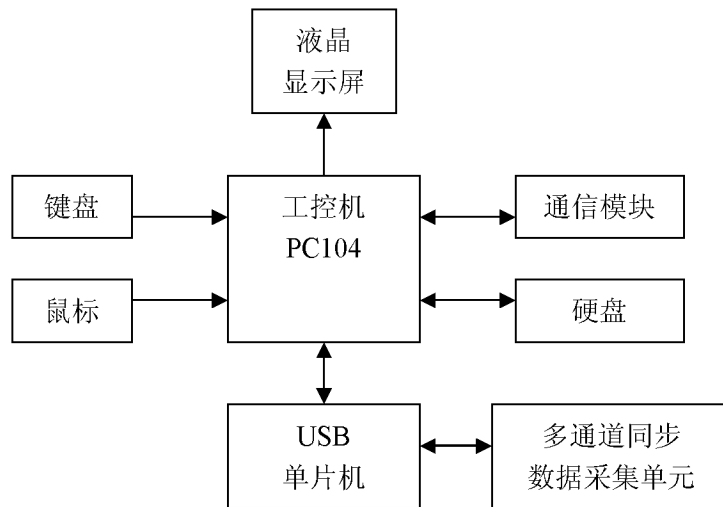 液晶
显示屏
键盘
工控机
PC104
通信模块
鼠标
硬盘
USB
单片机
多通道同步
数据采集单元